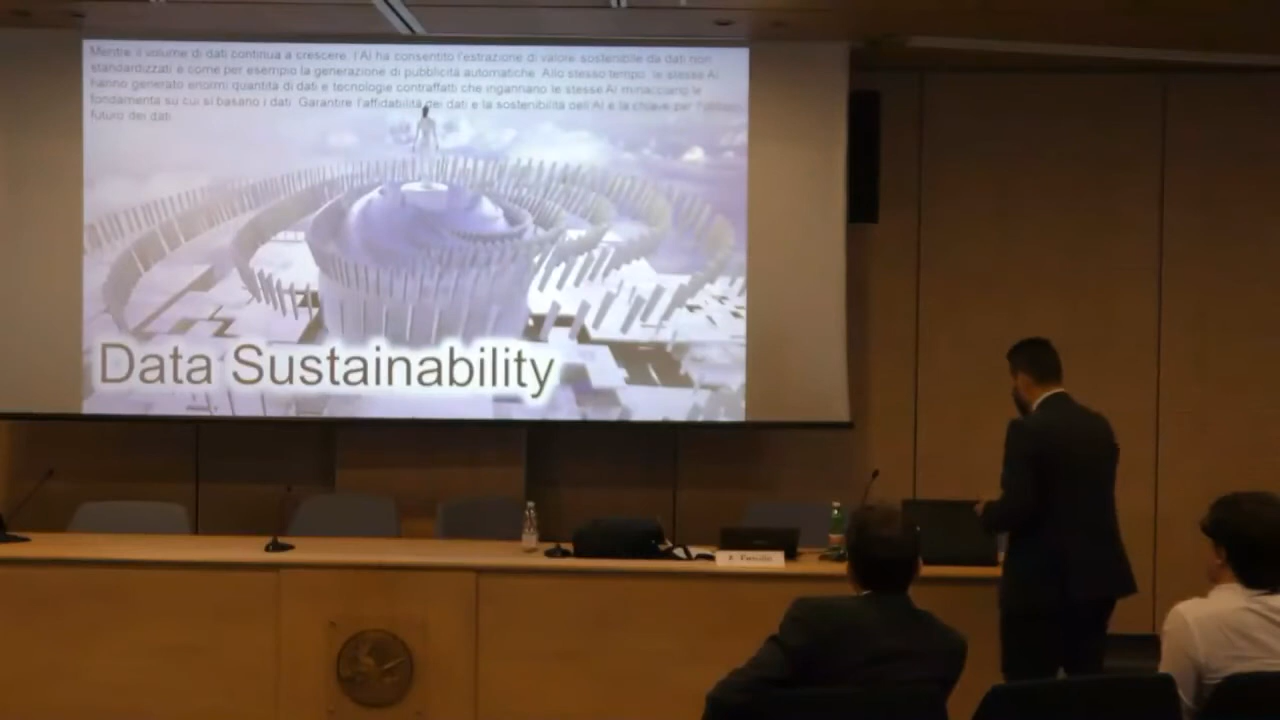 Mentre il volume di dati continua a crescere, l'AI ha consentito l'estrazione di valore sostenibile da dati non
standardizzati e come per esempio la generazione di pubblicità automatiche. Allo stesso tempo, le stesse AI
hanno generato enormi quantità di dati e tecnologie contraffatti che ingannano le stesse AI minacciano le
fondamenta su cui si basano i dati. Garantire l'affidabilità dei dati e la sostenibilità dell'AI è la chiave per
futuro dei dati
Data Sustainability